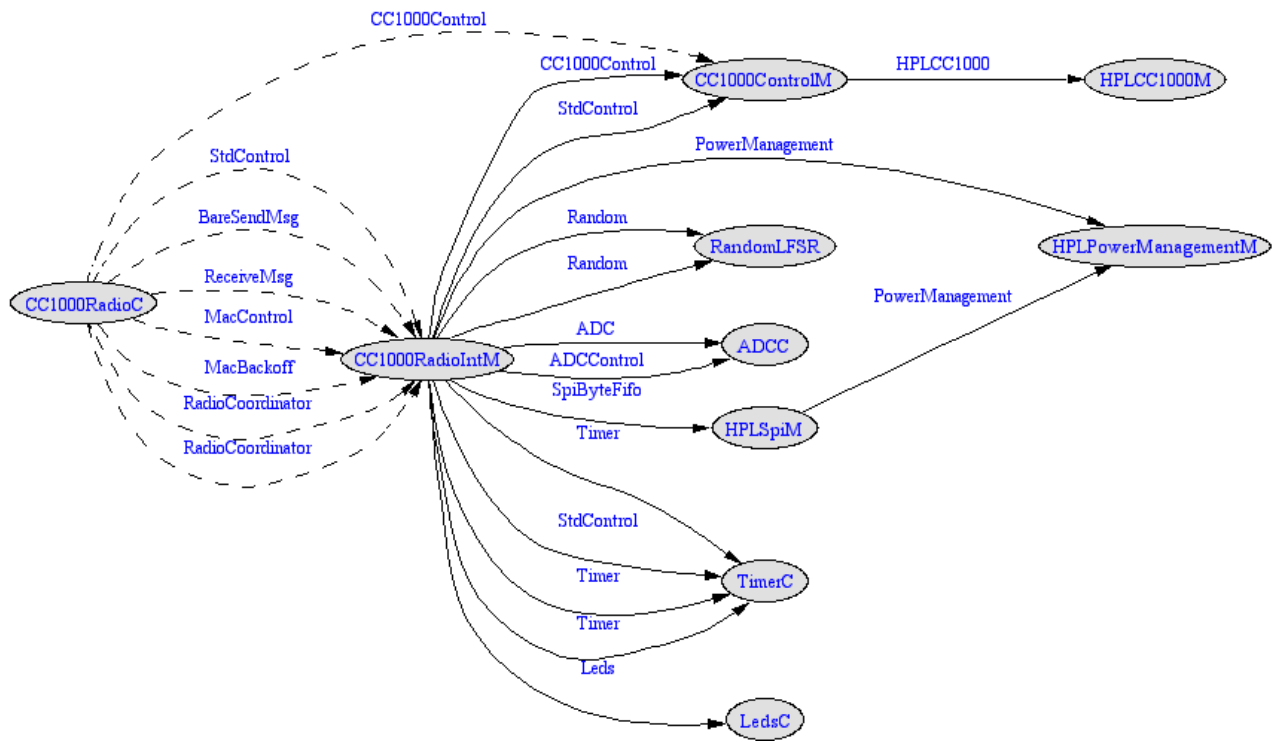 CC1000Control
CC1000Control
HPLCC1000
CC1000ControlM
HPLCC1000M
StdControl
StdControl
PowerManagement
BareSendMsg
Random
RandomLFSR
HPLPowerManagementM
Random
ReceiveMsg
PowerManagement
CC1000RadioC
MacControl
ADC
ADCC
CC1000RadioIntM
ADCControl
MacBackoff
SpiByteFifo
RadioCoordinator
HPLSpiM
Timer
RadioCoordinator
StdControl
Timer
TimerC
Timer
Leds
LedsC